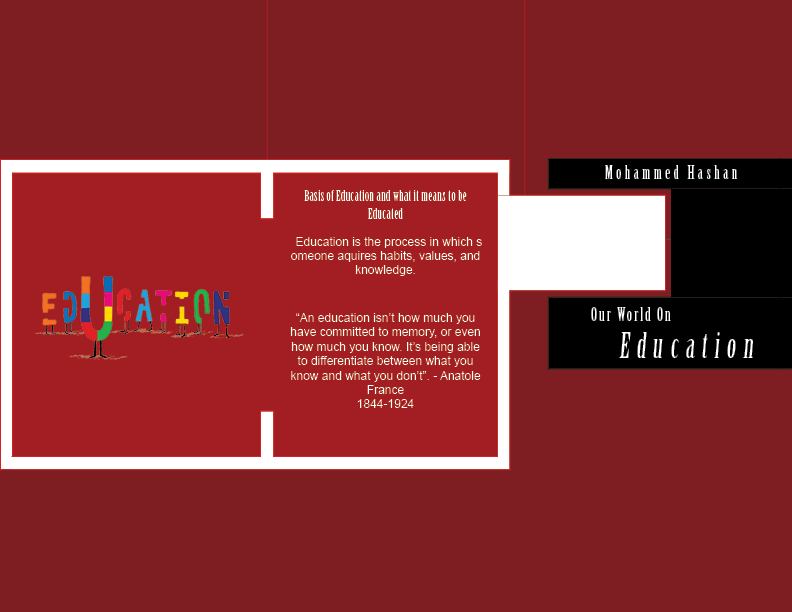 EDUCATION
Basis of Education and what it means to be
Educated
Education is the process in which s
omeone aquires habits, values, and
knowledge.
“An education isn’t how much you
have committed to memory, or even
how much you know. It’s being able
to differentiate between what you
know and what you don’t”. - Anatole
France
1844-1924
Mohammed Hashan
Our World On
Education